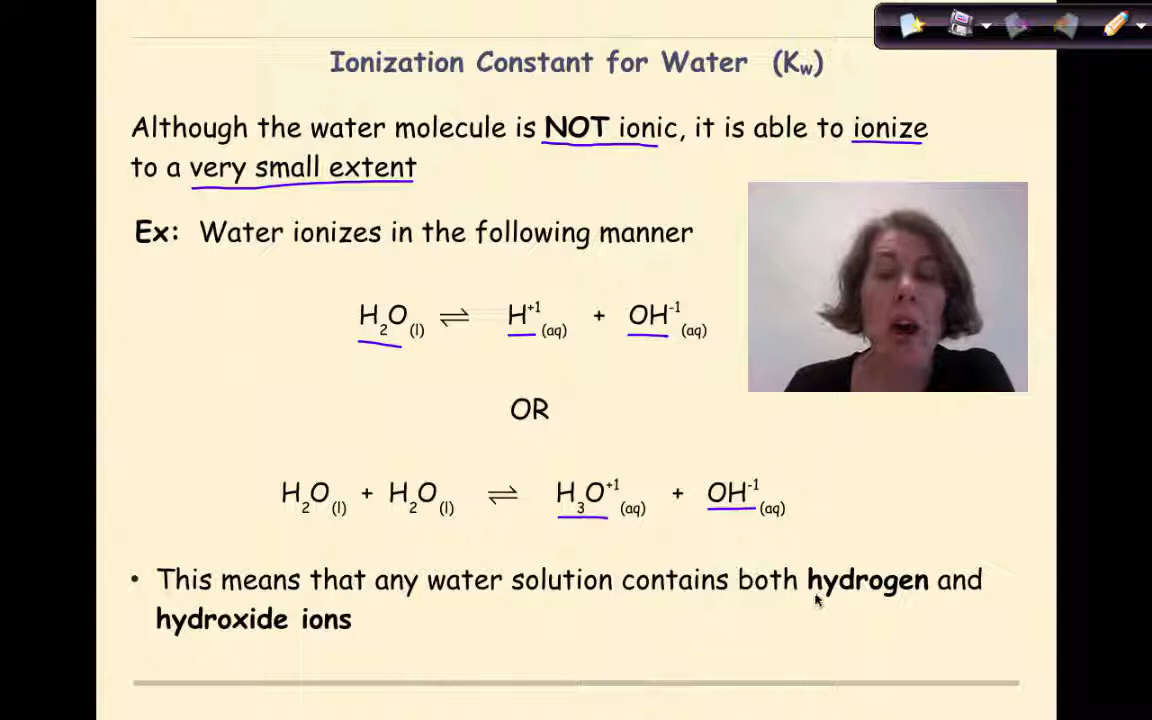 Ionization Constant for Water (Kw)
Although the water molecule is NOT ionic, it is able to ionize
to a very small extent
Ex: Water ionizes in the following manner
H₂O(l) ⇌ H⁺¹(aq) + OH⁻¹(aq)
OR
H₂O(l) + H₂O(l) ⇌ H₃O⁺¹(aq) + OH⁻¹(aq)
• This means that any water solution contains both hydrogen and
hydroxide ions